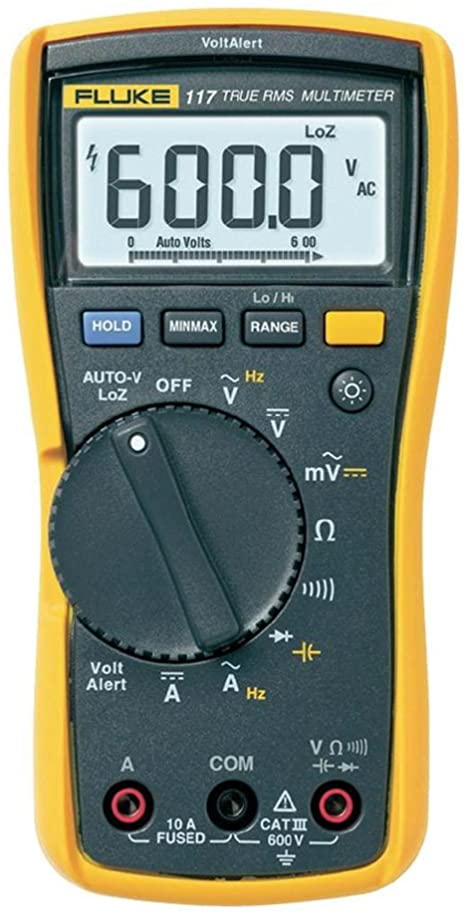 VoltAlert
FLUKE 117 TRUE RMS MULTIMETER
LoZ
600.0 V AC
0 Auto Volts 6 00
Lo / Hi
HOLD MINMAX RANGE
AUTO-V LoZ
OFF
V Hz
V
mV
Ω
Volt Alert
A
A Hz
A COM V Ω
10 A FUSED
CAT III 600 V